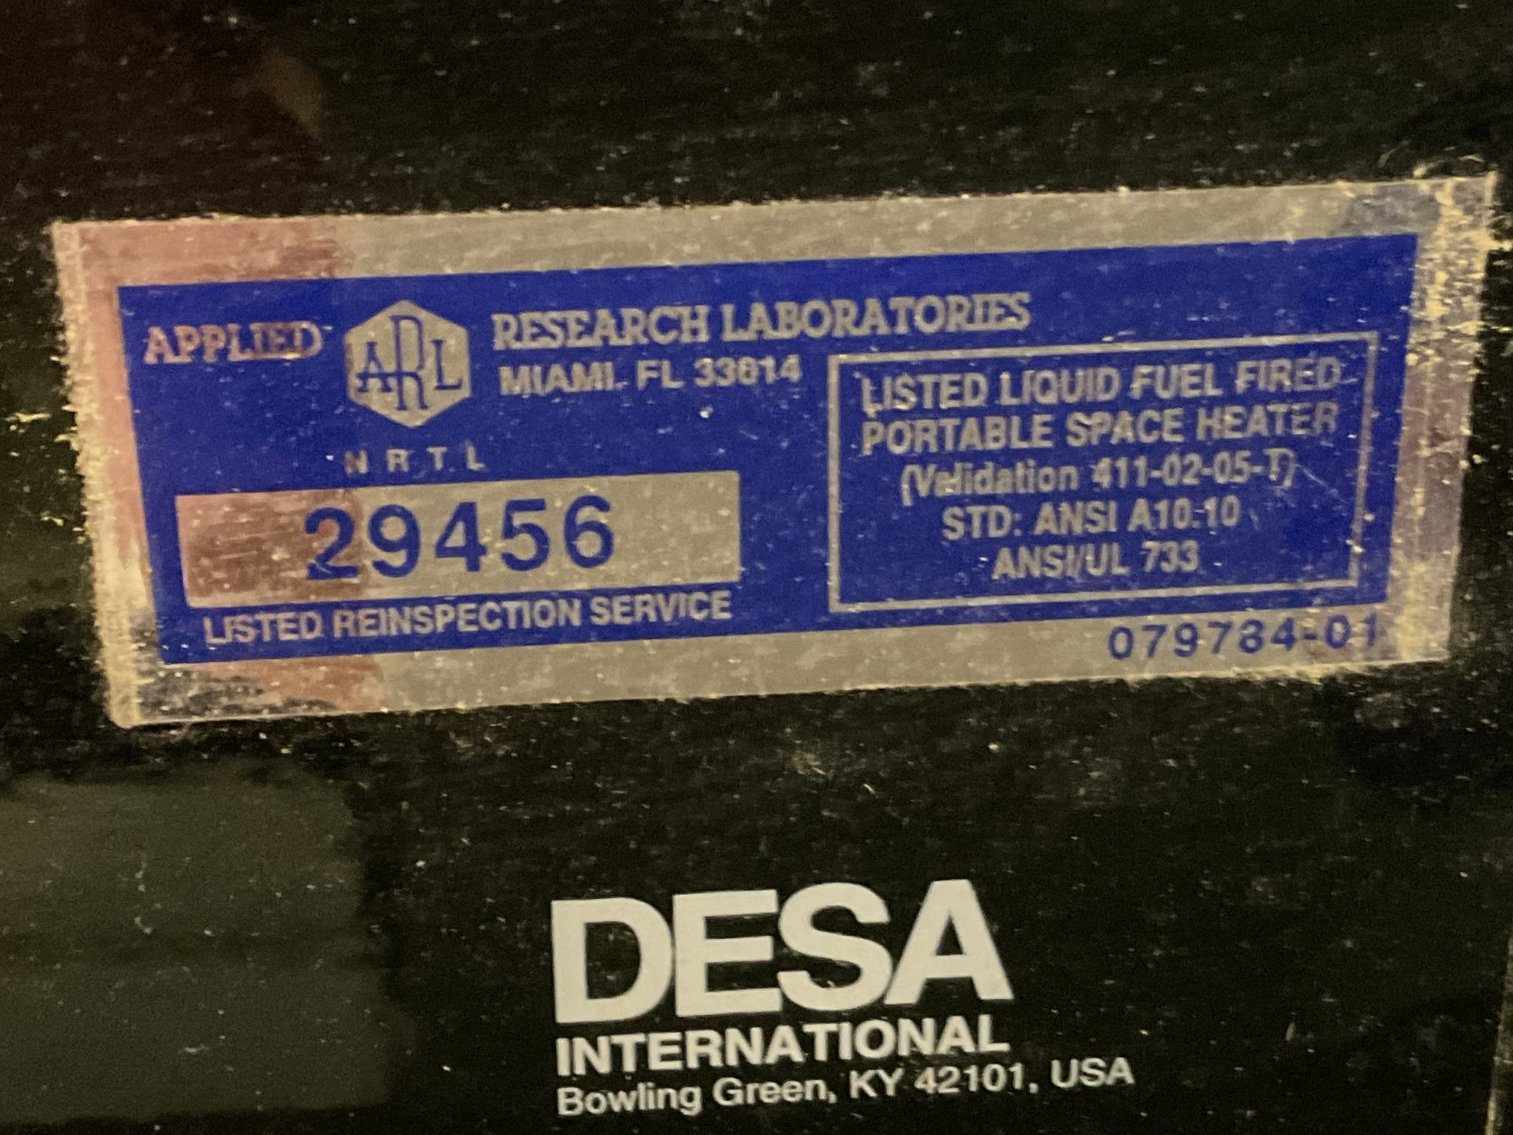 APPLIED ARL RESEARCH LABORATORIES
MIAMI, FL 33014
NRTL
29456
LISTED REINSPECTION SERVICE
LISTED LIQUID FUEL FIRED
PORTABLE SPACE HEATER
(Validation 411-02-05-T)
STD: ANSI A10.10
ANSI/UL 733
079784-01
DESA
INTERNATIONAL
Bowling Green, KY 42101, USA